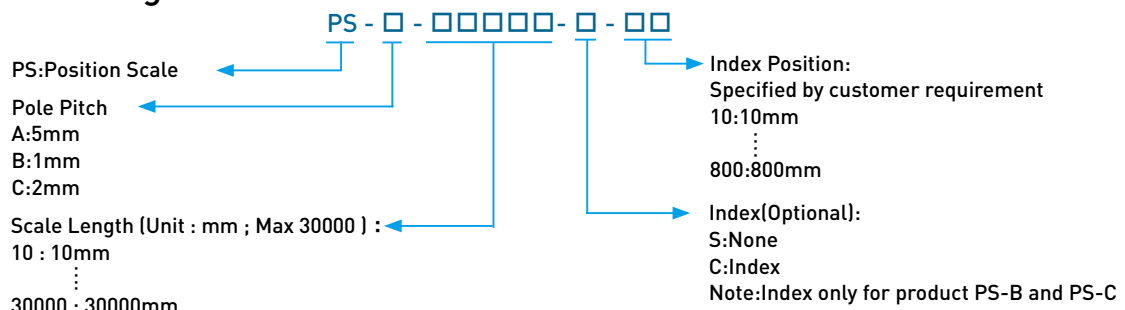 PS - □ - □□□□□- □ - □□
PS:Position Scale
Pole Pitch
A:5mm
B:1mm
C:2mm
Scale Length (Unit : mm ; Max 30000 ) :
10 : 10mm
30000 : 30000mm
Index Position:
Specified by customer requirement
10:10mm
800:800mm
Index(Optional):
S:None
C:Index
Note:Index only for product PS-B and PS-C